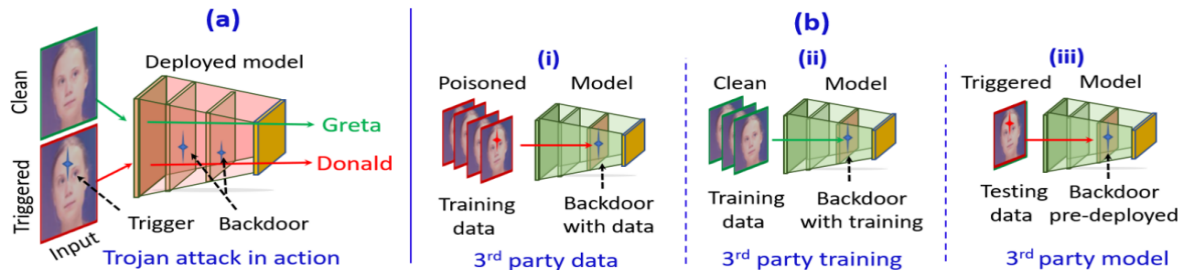 (a)
Clean
Triggered
Input
Deployed model
Greta
Donald
Trigger
Backdoor
Trojan attack in action
(b)
(i)
Poisoned
Model
Training
data
Backdoor
with data
3rd party data
(ii)
Clean
Model
Training
data
Backdoor
with training
3rd party training
(iii)
Triggered
Model
Testing
data
Backdoor
pre-deployed
3rd party model